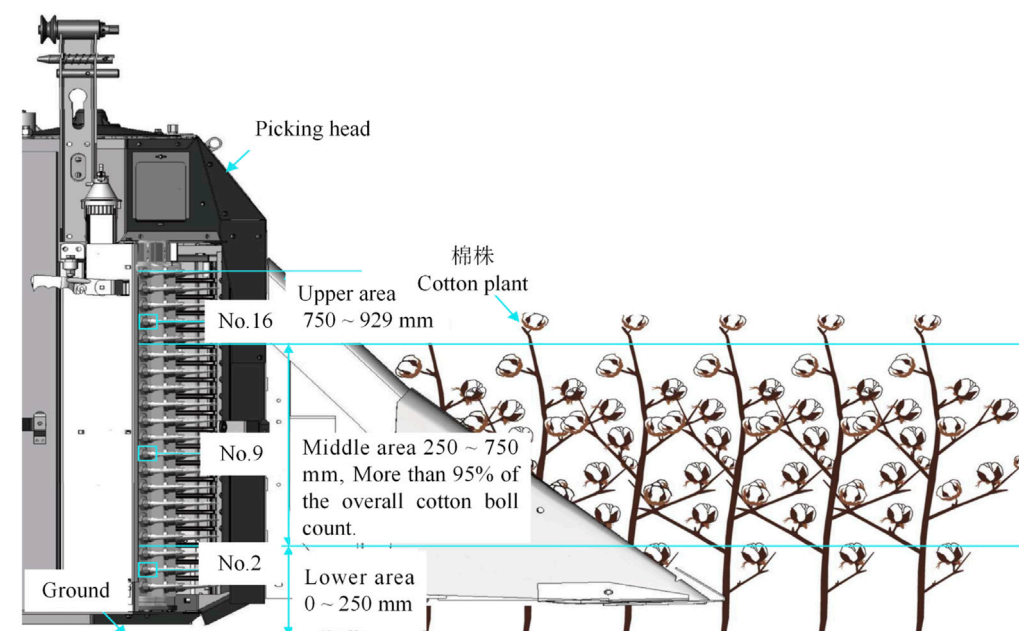 Picking head
棉株
Cotton plant
Upper area
750 ~ 929 mm
No.16
No.9
Middle area 250 ~ 750
mm, More than 95% of
the overall cotton boll
count.
No.2
Lower area
0 ~ 250 mm
Ground